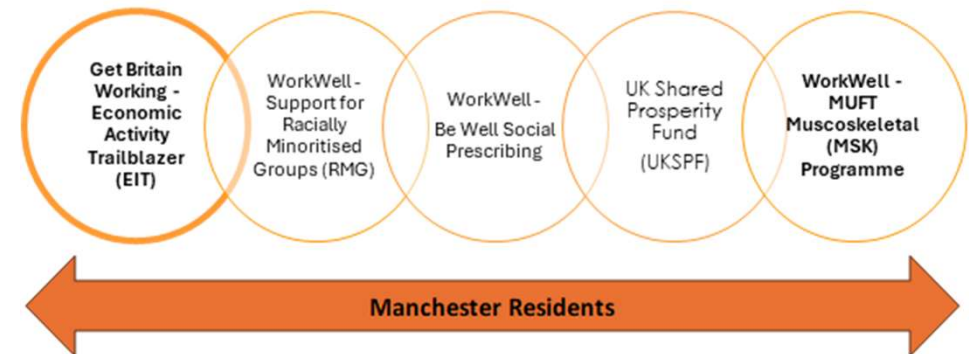 Get Britain
Working -
Economic
Activity
Trailblazer
(EIT)
WorkWell -
Support for
Racially
Minoritised
Groups (RMG)
WorkWell -
Be Well Social
Prescribing
UK Shared
Prosperity
Fund
(UKSPF)
WorkWell -
MUFT
Muscoskeletal
(MSK)
Programme
Manchester Residents